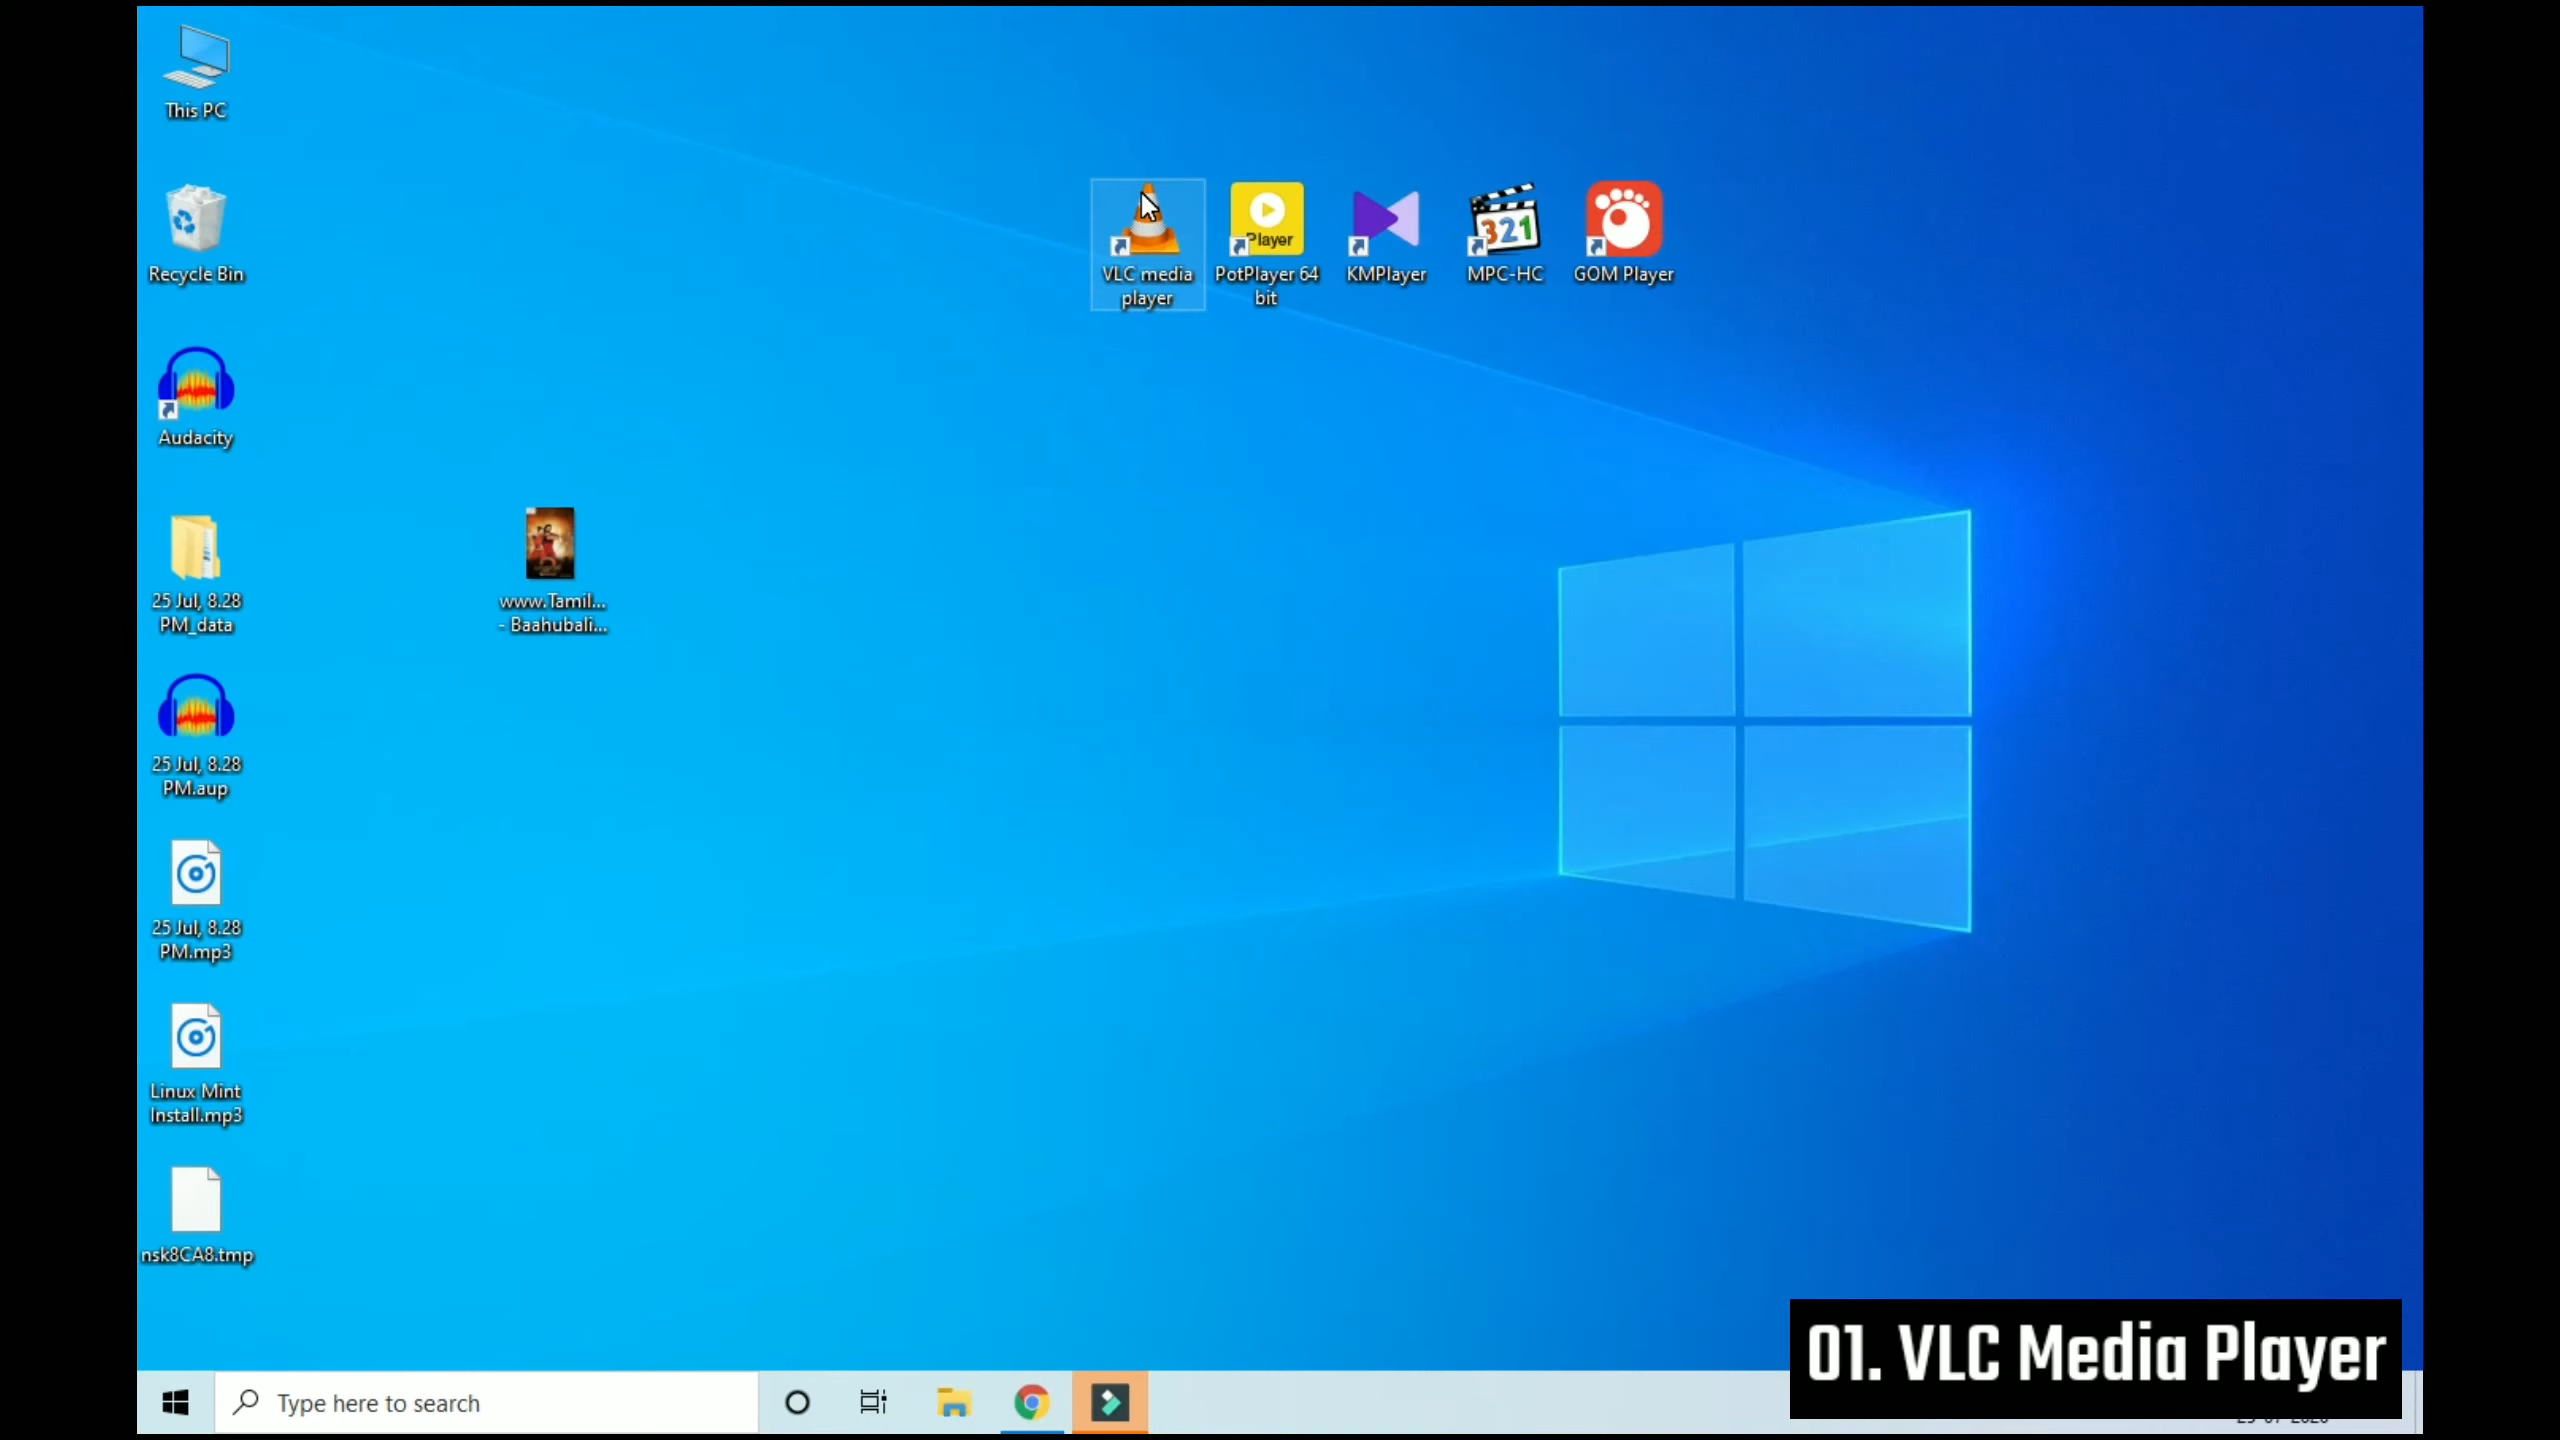 This PC
Recycle Bin
Audacity
25 Jul, 8.28
PM_data
25 Jul, 8.28
PM.aup
25 Jul, 8.28
PM.mp3
Linux Mint
Install.mp3
nsk8CA8.tmp
www.Tamil...
- Baahubali...
VLC media
player
Player
PotPlayer 64
bit
KMPlayer
321
MPC-HC
GOM Player
01. VLC Media Player
Type here to search